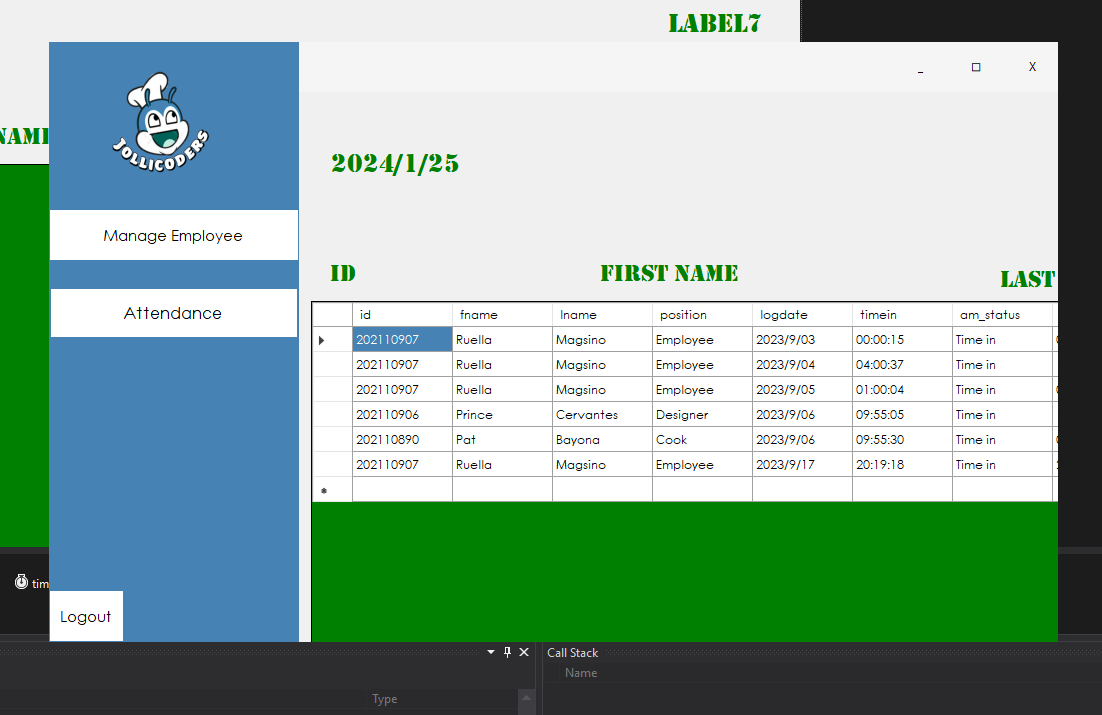 LABEL7
_ □ X
JOLLICODERS
NAME
2024/1/25
Manage Employee
ID FIRST NAME LAST
Attendance
id fname lname position logdate timein am_status
202110907 Ruella Magsino Employee 2023/9/03 00:00:15 Time in
202110907 Ruella Magsino Employee 2023/9/04 04:00:37 Time in
202110907 Ruella Magsino Employee 2023/9/05 01:00:04 Time in
202110906 Prince Cervantes Designer 2023/9/06 09:55:05 Time in
202110890 Pat Bayona Cook 2023/9/06 09:55:30 Time in
202110907 Ruella Magsino Employee 2023/9/17 20:19:18 Time in
tim
Logout
Call Stack
Name
Type